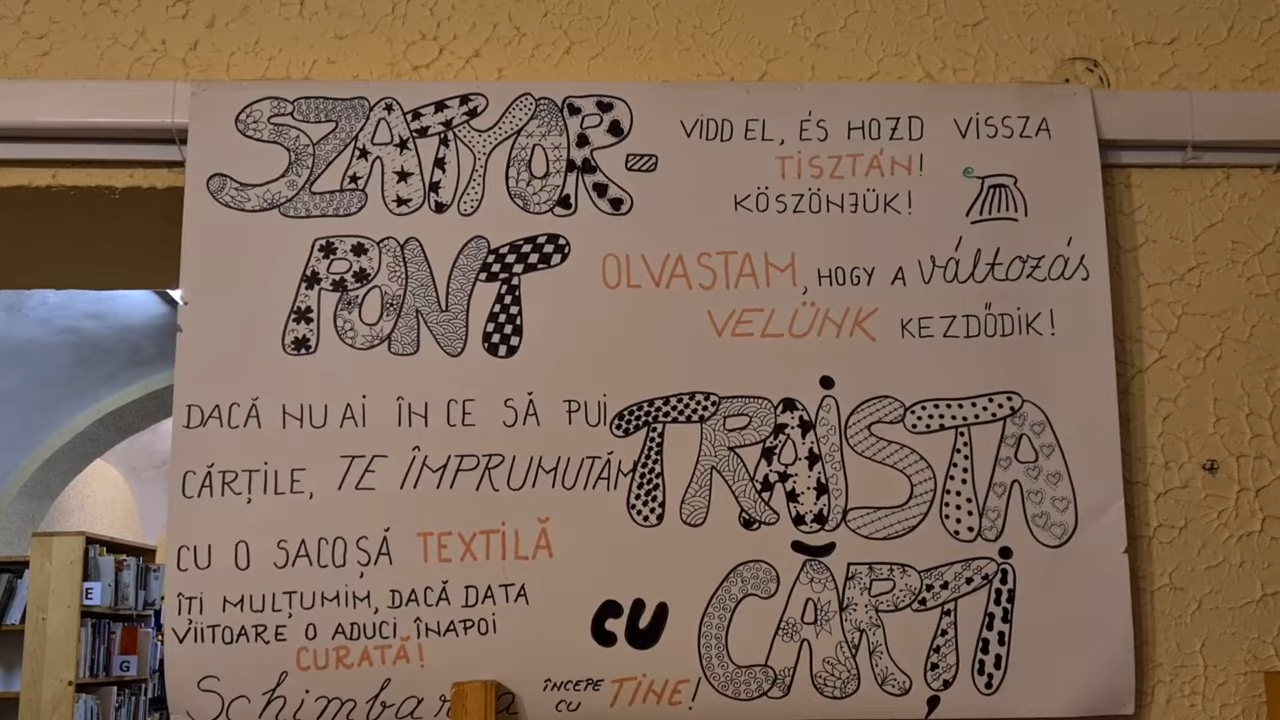 SZATYOR-
PONT
VIDD EL, ÉS HOZD VISSZA
TISZTÁN!
KÖSZÖNJÜK!
OLVASTAM, HOGY A változás
VELÜNK KEZDŐDIK!
DACĂ NU AI ÎN CE SĂ PUI
CĂRȚILE, TE ÎMPRUMUTĂM
CU O SACOȘĂ TEXTILĂ
ÎȚI MULȚUMIM, DACĂ DATA
VIITOARE O ADUCI ÎNAPOI
CURATĂ!
TRAISTA
CU CĂRȚI
ÎNCEPE
CU TINE!
E
G